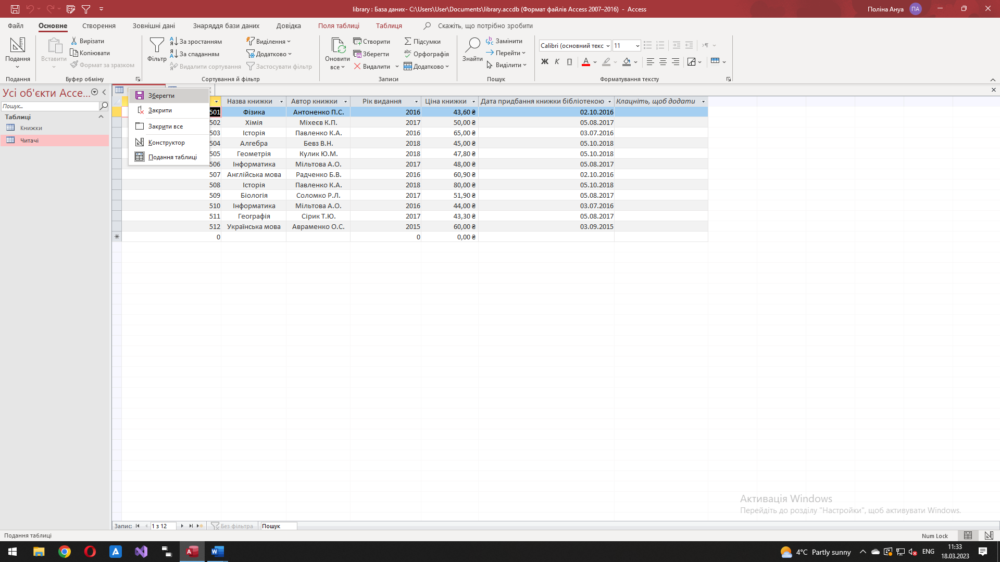 library : База даних- C:\Users\User\Documents\library.accdb (Формат файлів Access 2007–2016) - Access
Поліна Ануа ПА
Файл Основне Створення Зовнішні дані Знаряддя бази даних Довідка Поля таблиці Таблиця Скажіть, що потрібно зробити
Подання
Вставити
Вирізати
Копіювати
Формат за зразком
Фільтр
За зростанням
За спаданням
Видалити сортування
Виділення
Додатково
Застосувати фільтр
Оновити
все
Створити
Зберегти
Видалити
Підсумки
Орфографія
Додатково
Знайти
Замінити
Перейти
Виділити
Calibri (основний текс 11
Ж К П
Подання Буфер обміну Сортування й фільтр Записи Пошук Форматування тексту
Усі об'єкти Acce...
Пошук...
Таблиці
Книжки
Читачі
Зберегти
Закрити
Закрити все
Конструктор
Подання таблиці
Назва книжки Автор книжки Рік видання Ціна книжки Дата придбання книжки бібліотекою Клацніть, щоб додати
501 Фізика Антоненко П.С. 2016 43,60 ₴ 02.10.2016
502 Хімія Міхеєв К.П. 2017 50,00 ₴ 05.08.2017
503 Історія Павленко К.А. 2016 65,00 ₴ 03.07.2016
504 Алгебра Бевз В.Н. 2018 45,00 ₴ 05.10.2018
505 Геометрія Кулик Ю.М. 2018 47,80 ₴ 05.10.2018
506 Інформатика Мільтова А.О. 2017 48,00 ₴ 05.08.2017
507 Англійська мова Радченко Б.В. 2016 60,90 ₴ 02.10.2016
508 Історія Павленко К.А. 2018 80,00 ₴ 05.10.2018
509 Біологія Соломко Р.Л. 2017 51,90 ₴ 05.08.2017
510 Інформатика Мільтова А.О. 2016 44,00 ₴ 03.07.2016
511 Географія Сірик Т.Ю. 2017 43,30 ₴ 05.08.2017
512 Українська мова Авраменко О.С. 2015 60,00 ₴ 03.09.2015
0 0 0,00 ₴
Активація Windows
Перейдіть до розділу "Настройки", щоб активувати Windows.
Запис: 1 з 12 Без фільтра Пошук
Подання таблиці Num Lock
4°C Partly sunny ENG
11:33
18.03.2023